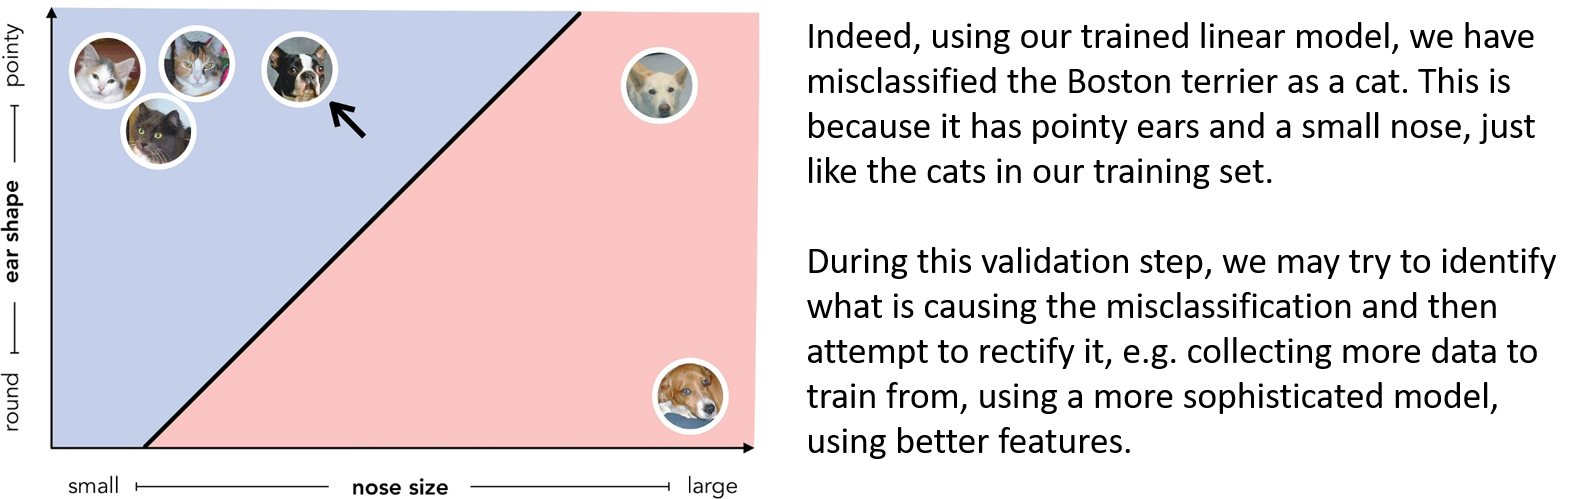 pointy
ear shape
round
small
nose size
large
Indeed, using our trained linear model, we have
misclassified the Boston terrier as a cat. This is
because it has pointy ears and a small nose, just
like the cats in our training set.
During this validation step, we may try to identify
what is causing the misclassification and then
attempt to rectify it, e.g. collecting more data to
train from, using a more sophisticated model,
using better features.